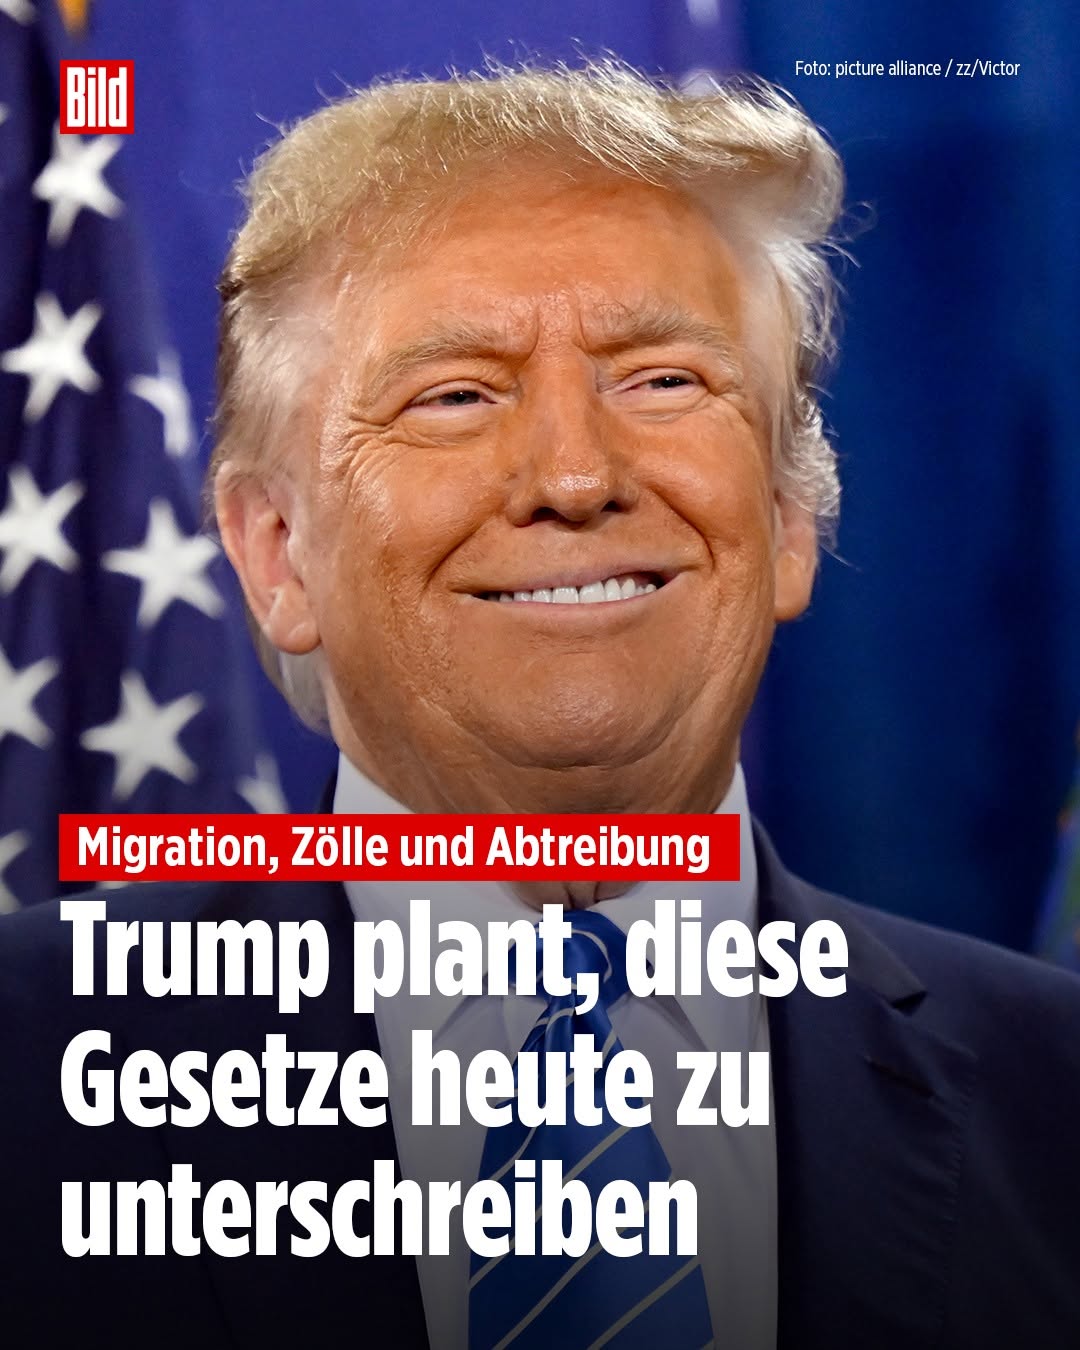 Bild
Foto: picture alliance / zz/Victor
Migration, Zölle und Abtreibung
Trump plant, diese
Gesetze heute zu
unterschreiben